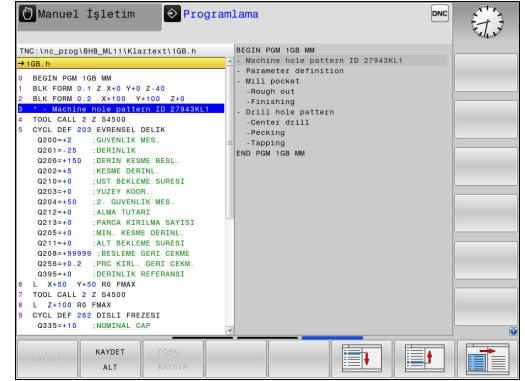 Manuel İşletim
Programlama
DNC
TNC:\nc_prog\BHB_ML11\Klartext\1GB.h
→1GB.h
0 BEGIN PGM 1GB MM
1 BLK FORM 0.1 Z X+0 Y+0 Z-40
2 BLK FORM 0.2 X+100 Y+100 Z+0
3 * - Machine hole pattern ID 27943KL1
4 TOOL CALL 2 Z S4500
5 CYCL DEF 203 EVRENSEL DELIK
Q200=+2 ;GUVENLIK MES.
Q201=-25 ;DERINLIK
Q206=+150 ;DERIN KESME BESL.
Q202=+5 ;KESME DERINL.
Q210=+0 ;UST BEKLEME SURESI
Q203=+0 ;YUZEY KOOR.
Q204=+50 ;2. GUVENLIK MES.
Q212=+0 ;ALMA TUTARI
Q213=+0 ;PARCA KIRILMA SAYISI
Q205=+0 ;MIN. KESME DERINL.
Q211=+0 ;ALT BEKLEME SURESI
Q208=+99999 ;BESLEME GERI CEKME
Q256=+0.2 ;PRC KIRL. GERI CEKM.
Q395=+0 ;DERINLIK REFERANSI
6 L X+50 Y+50 R0 FMAX
7 TOOL CALL 2 Z S4500
8 L Z+100 R0 FMAX
9 CYCL DEF 262 DISLI FREZESI
Q335=+10 ;NOMINAL CAP
BEGIN PGM 1GB MM
- Machine hole pattern ID 27943KL1
- Parameter definition
- Mill pocket
-Rough out
-Finishing
- Drill hole pattern
-Center drill
-Pecking
-Tapping
END PGM 1GB MM
KAYDET
KAYDET
ALT
DĞŞKL
KALDIR